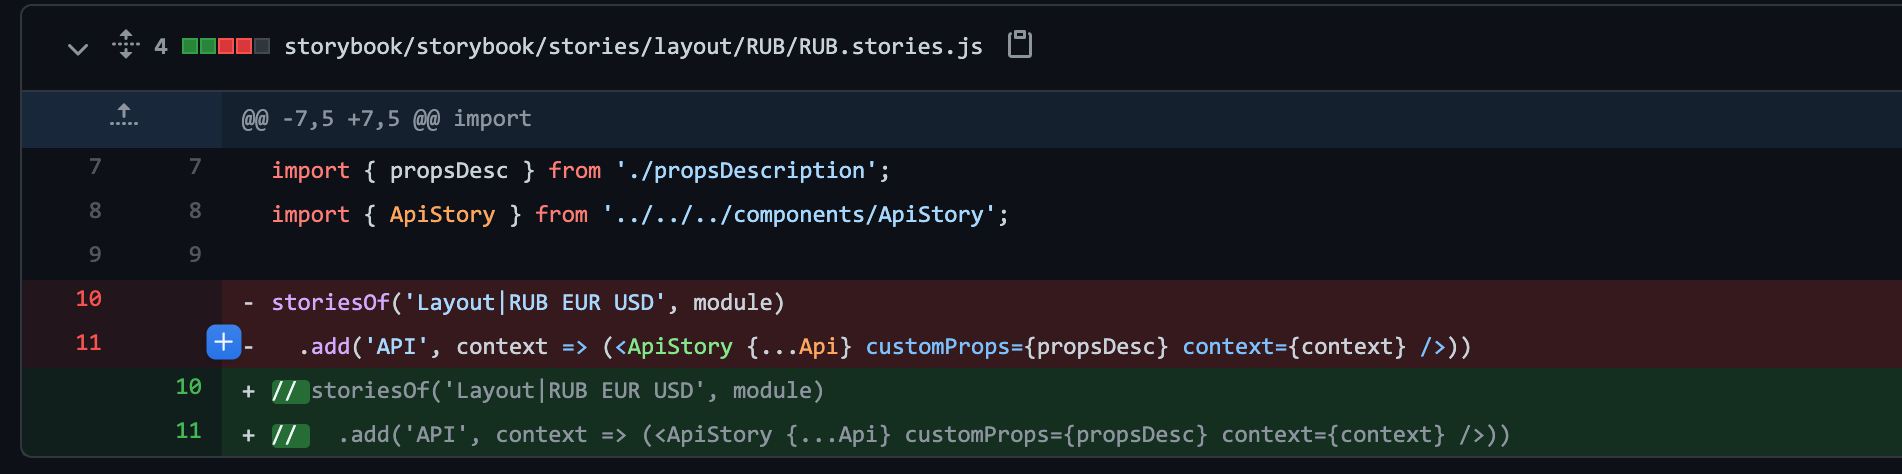 4 storybook/storybook/stories/layout/RUB/RUB.stories.js
@@ -7,5 +7,5 @@ import
7 7 import { propsDesc } from './propsDescription';
8 8 import { ApiStory } from '../../../components/ApiStory';
9 9
10 - storiesOf('Layout|RUB EUR USD', module)
11 + -   .add('API', context => (<ApiStory {...Api} customProps={propsDesc} context={context} />))
10 + // storiesOf('Layout|RUB EUR USD', module)
11 + //   .add('API', context => (<ApiStory {...Api} customProps={propsDesc} context={context} />))